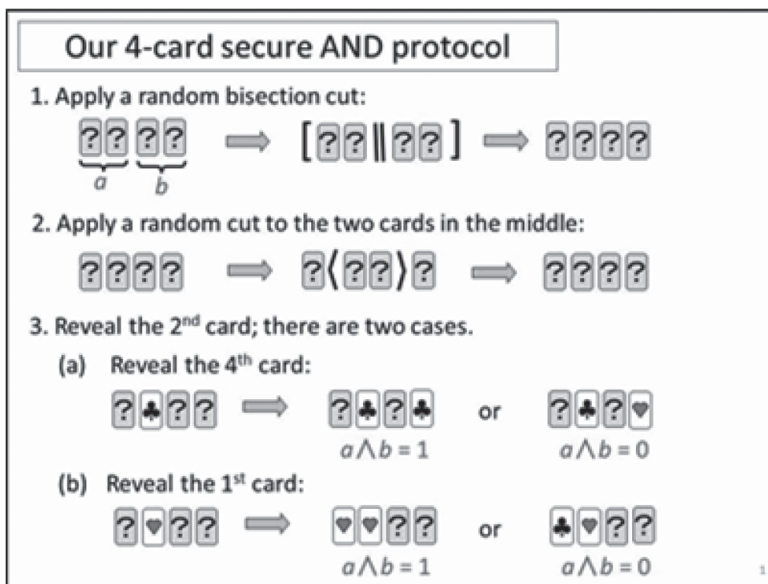 Our 4-card secure AND protocol
1. Apply a random bisection cut:
? ? ? ? [ ? ? || ? ? ] ? ? ? ?
a b
2. Apply a random cut to the two cards in the middle:
? ? ? ? ? ⟨ ? ? ⟩ ? ? ? ? ?
3. Reveal the 2nd card; there are two cases.
(a) Reveal the 4th card:
? ♣ ? ? ? ♣ ? ♣ or ? ♣ ? ♥
a∧b = 1 a∧b = 0
(b) Reveal the 1st card:
? ♥ ? ? ♥ ♥ ? ? or ♣ ♥ ? ?
a∧b = 1 a∧b = 0
1